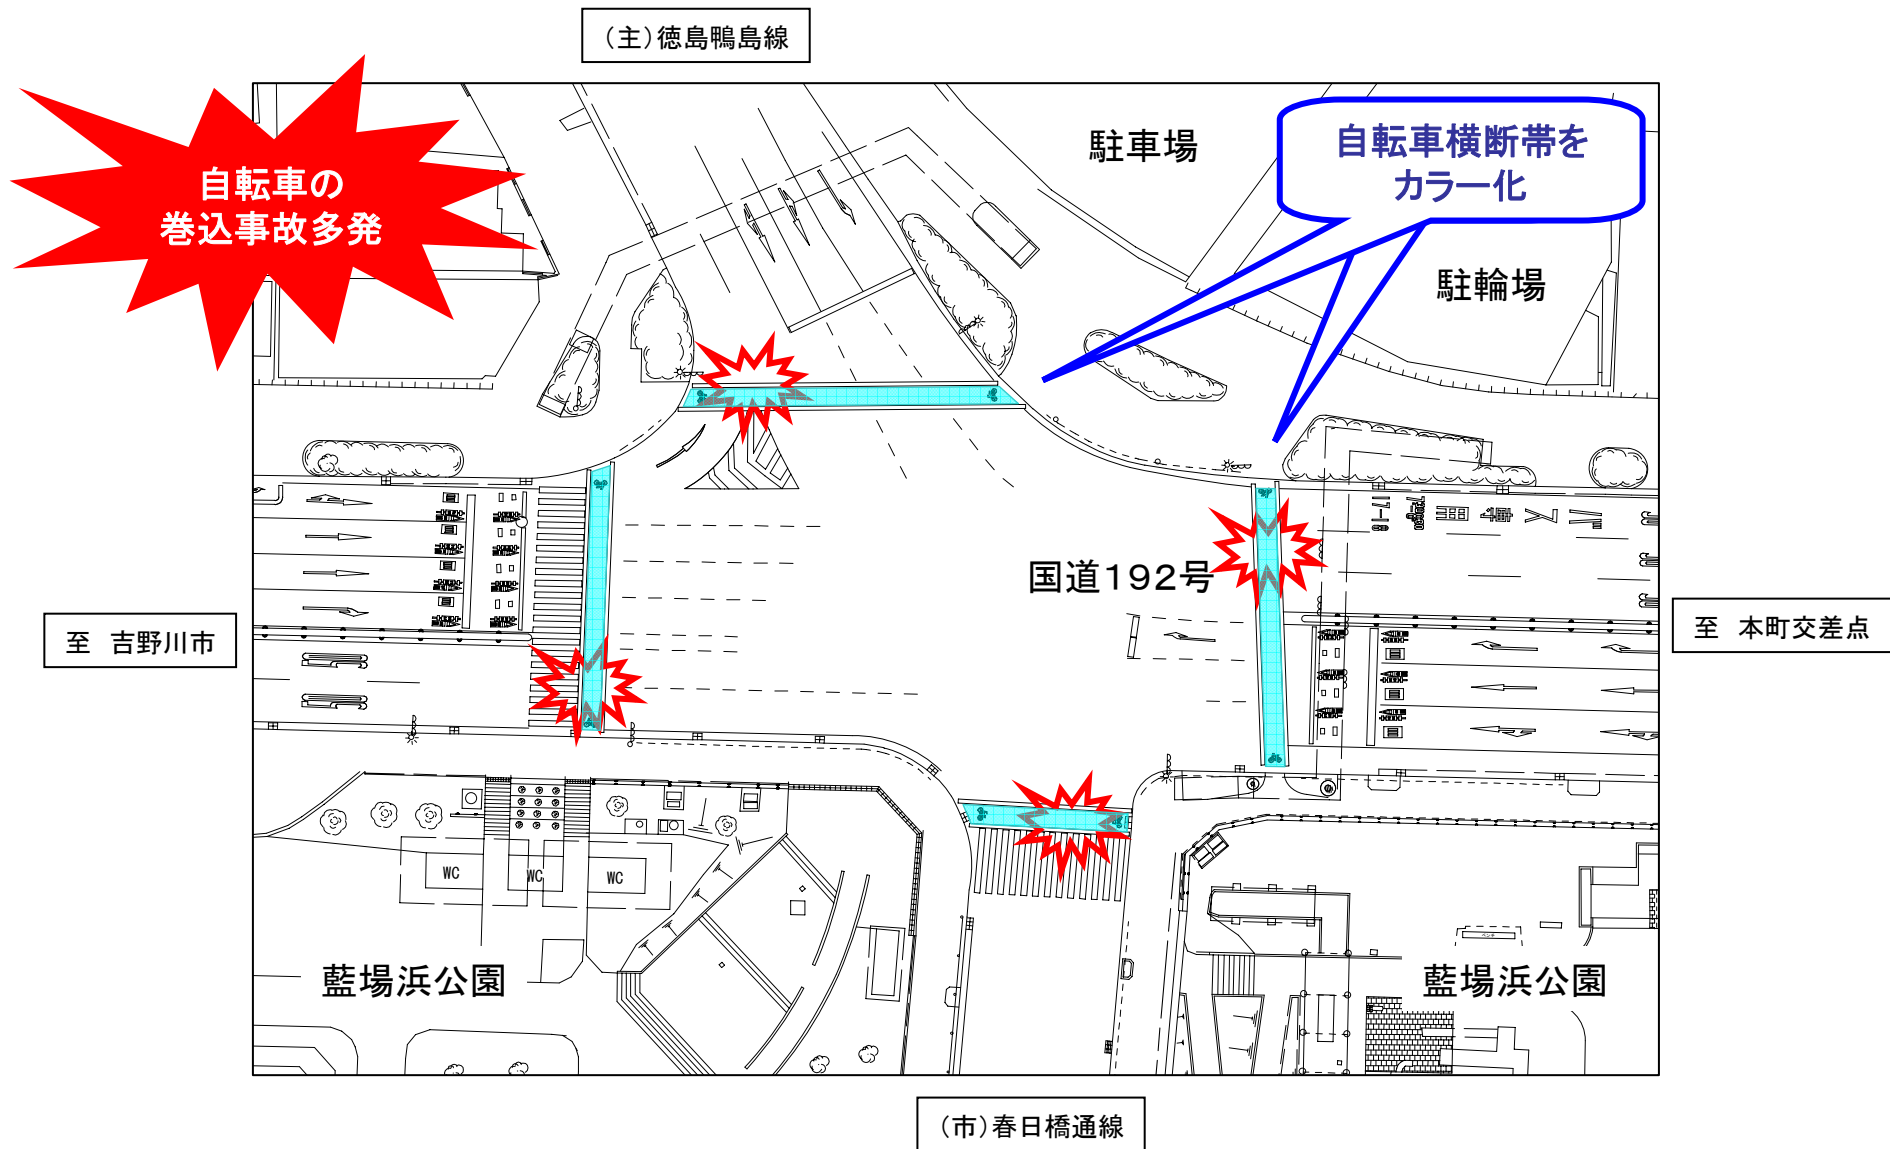 (主)徳島鴨島線
自転車の
巻込事故多発
駐車場
自転車横断帯を
カラー化
駐輪場
国道192号
至 吉野川市
至 本町交差点
WC
WC
WC
藍場浜公園
藍場浜公園
(市)春日橋通線